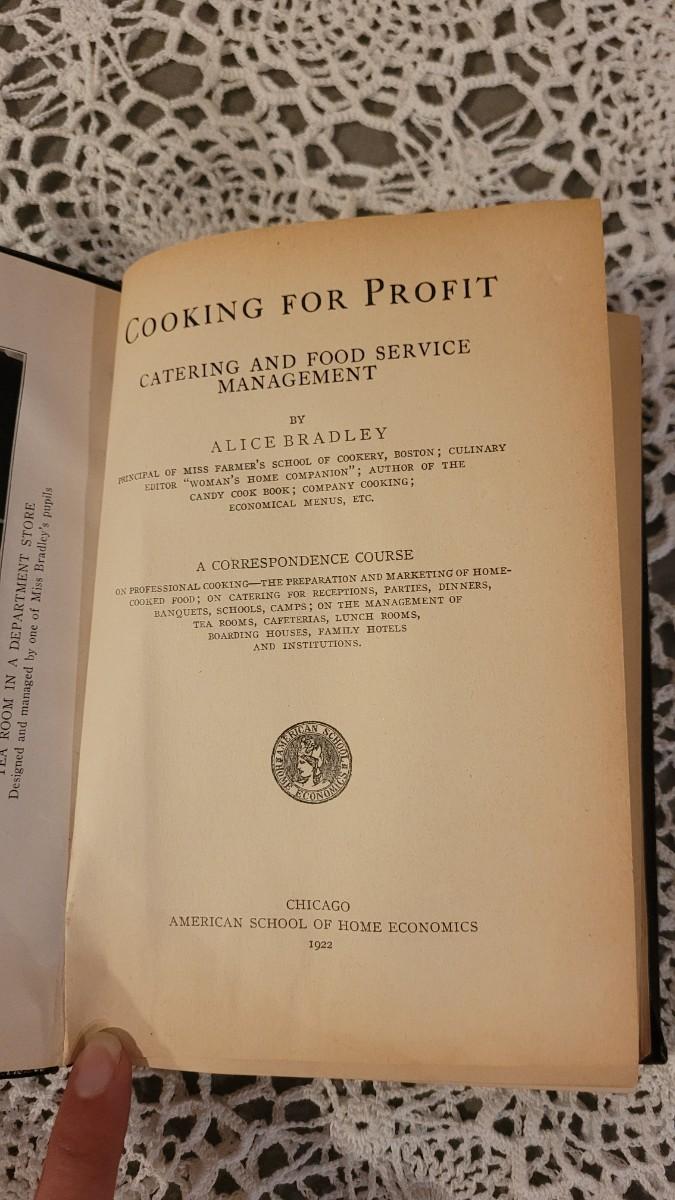 TEA ROOM IN A DEPARTMENT STORE
Designed and managed by one of Miss Bradley's pupils
COOKING FOR PROFIT
CATERING AND FOOD SERVICE
MANAGEMENT
BY
ALICE BRADLEY
PRINCIPAL OF MISS FARMER'S SCHOOL OF COOKERY, BOSTON; CULINARY
EDITOR "WOMAN'S HOME COMPANION"; AUTHOR OF THE
CANDY COOK BOOK; COMPANY COOKING;
ECONOMICAL MENUS, ETC.
A CORRESPONDENCE COURSE
ON PROFESSIONAL COOKING—THE PREPARATION AND MARKETING OF HOME-
COOKED FOOD; ON CATERING FOR RECEPTIONS, PARTIES, DINNERS,
BANQUETS, SCHOOLS, CAMPS; ON THE MANAGEMENT OF
TEA ROOMS, CAFETERIAS, LUNCH ROOMS,
BOARDING HOUSES, FAMILY HOTELS
AND INSTITUTIONS.
AMERICAN SCHOOL
HOME ECONOMICS
CHICAGO
AMERICAN SCHOOL OF HOME ECONOMICS
1922